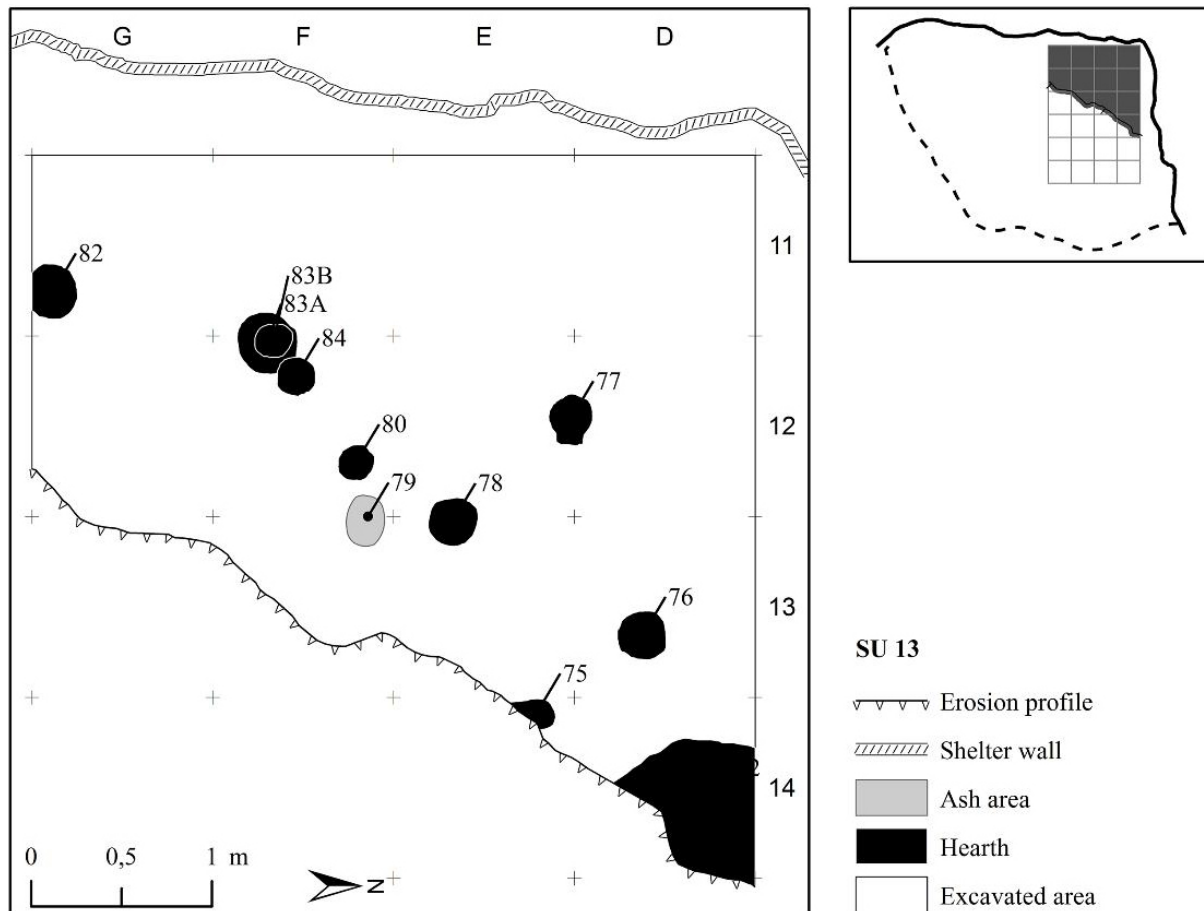 G F E D
11
82
83B
83A
84
77
12
80
79
78
13
76
75
14
0 0,5 1 m
N
SU 13
Erosion profile
Shelter wall
Ash area
Hearth
Excavated area